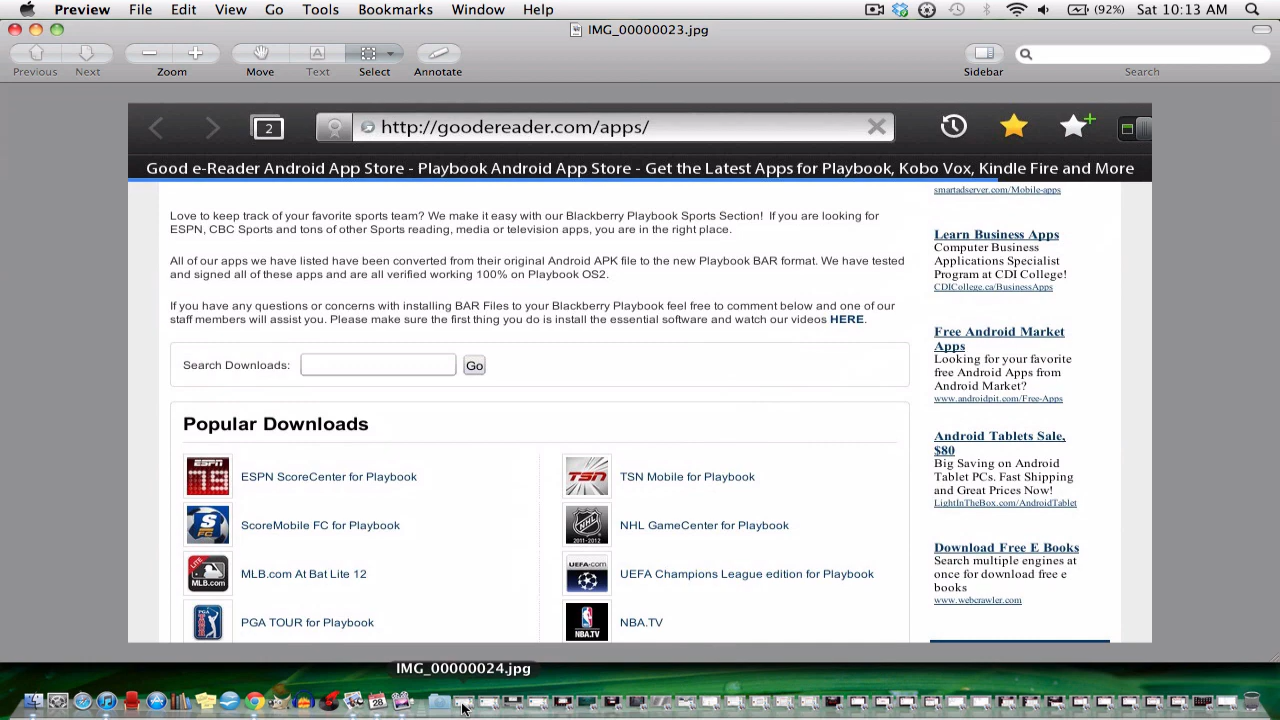 Preview File Edit View Go Tools Bookmarks Window Help (92%) Sat 10:13 AM
IMG_00000023.jpg
Previous Next Zoom Move Text Select Annotate Sidebar Search
2 http://goodereader.com/apps/
Good e-Reader Android App Store - Playbook Android App Store - Get the Latest Apps for Playbook, Kobo Vox, Kindle Fire and More
Love to keep track of your favorite sports team? We make it easy with our Blackberry Playbook Sports Section! If you are looking for
ESPN, CBC Sports and tons of other Sports reading, media or television apps, you are in the right place.
All of our apps we have listed have been converted from their original Android APK file to the new Playbook BAR format. We have tested
and signed all of these apps and are all verified working 100% on Playbook OS2.
If you have any questions or concerns with installing BAR Files to your Blackberry Playbook feel free to comment below and one of our
staff members will assist you. Please make sure the first thing you do is install the essential software and watch our videos HERE.
Search Downloads: Go
Popular Downloads
ESPN ScoreCenter for Playbook
TSN TSN Mobile for Playbook
ScoreMobile FC for Playbook
NHL GameCenter for Playbook
MLB.com At Bat Lite 12
UEFA Champions League edition for Playbook
PGA TOUR for Playbook
NBA.TV NBA.TV
smartadserver.com/Mobile-apps
Learn Business Apps
Computer Business
Applications Specialist
Program at CDI College!
CDICollege.ca/BusinessApps
Free Android Market
Apps
Looking for your favorite
free Android Apps from
Android Market?
www.androidpit.com/Free-Apps
Android Tablets Sale,
$80
Big Saving on Android
Tablet PCs. Fast Shipping
and Great Prices Now!
LightInTheBox.com/AndroidTablet
Download Free E Books
Search multiple engines at
once for download free e
books
www.webcrawler.com
IMG_00000024.jpg
28